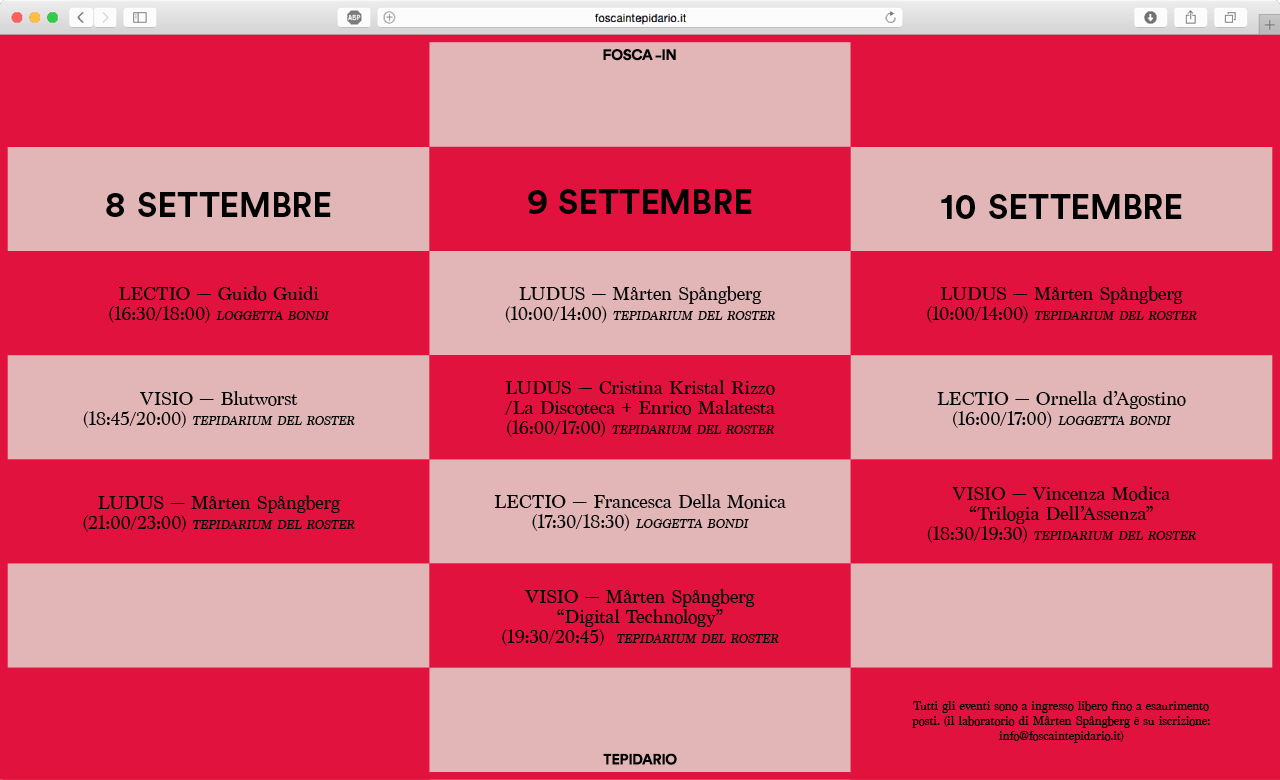 foscaintepidario.it
ABP
FOSCA-IN
8 SETTEMBRE
LECTIO — Guido Guidi
(16:30/18:00) LOGGETTA BONDI
VISIO — Blutworst
(18:45/20:00) TEPIDARIUM DEL ROSTER
LUDUS — Mårten Spångberg
(21:00/23:00) TEPIDARIUM DEL ROSTER
9 SETTEMBRE
LUDUS — Mårten Spångberg
(10:00/14:00) TEPIDARIUM DEL ROSTER
LUDUS — Cristina Kristal Rizzo
/La Discoteca + Enrico Malatesta
(16:00/17:00) TEPIDARIUM DEL ROSTER
LECTIO — Francesca Della Monica
(17:30/18:30) LOGGETTA BONDI
VISIO — Mårten Spångberg
“Digital Technology”
(19:30/20:45) TEPIDARIUM DEL ROSTER
10 SETTEMBRE
LUDUS — Mårten Spångberg
(10:00/14:00) TEPIDARIUM DEL ROSTER
LECTIO — Ornella d’Agostino
(16:00/17:00) LOGGETTA BONDI
VISIO — Vincenza Modica
“Trilogia Dell’Assenza”
(18:30/19:30) TEPIDARIUM DEL ROSTER
Tutti gli eventi sono a ingresso libero fino a esaurimento
posti. (il laboratorio di Mårten Spångberg è su iscrizione:
info@foscaintepidario.it)
TEPIDARIO